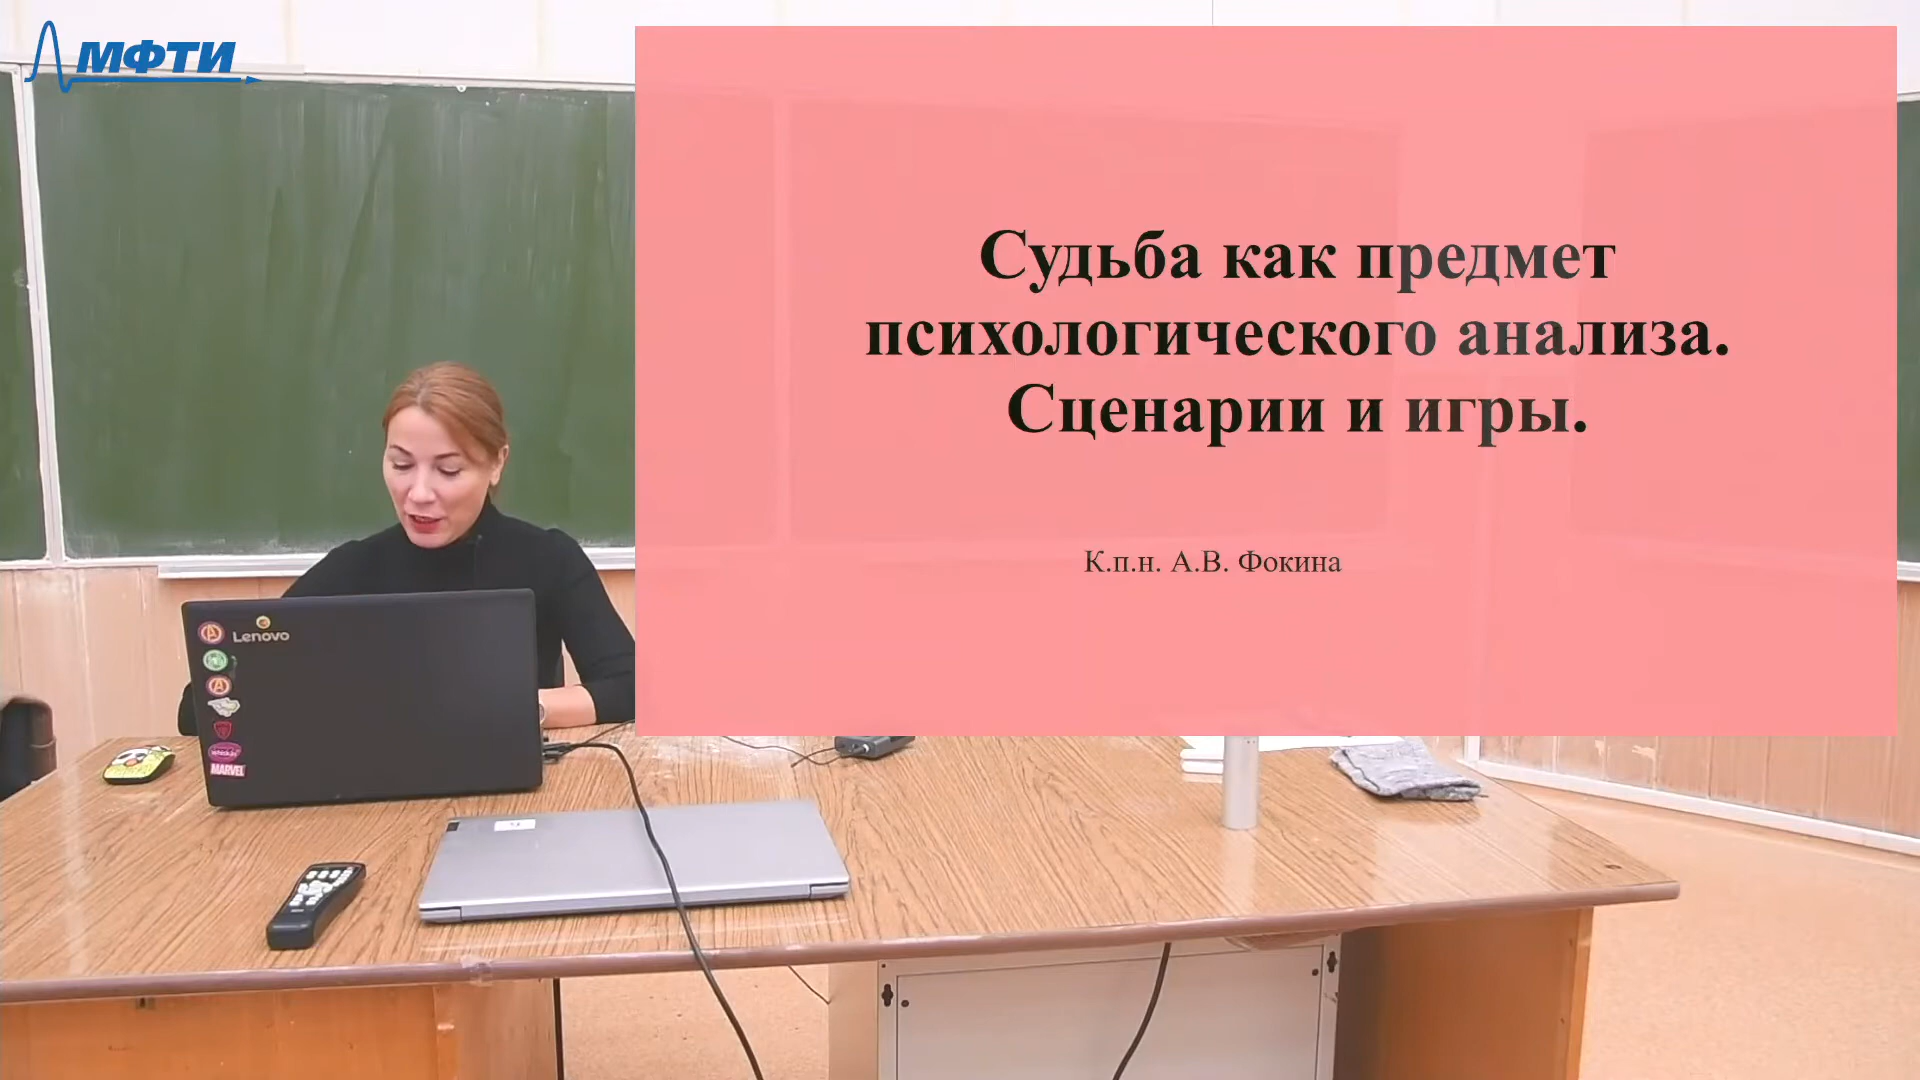 МФТИ
Судьба как предмет
психологического анализа.
Сценарии и игры.
К.п.н. А.В. Фокина
Lenovo
MARVEL